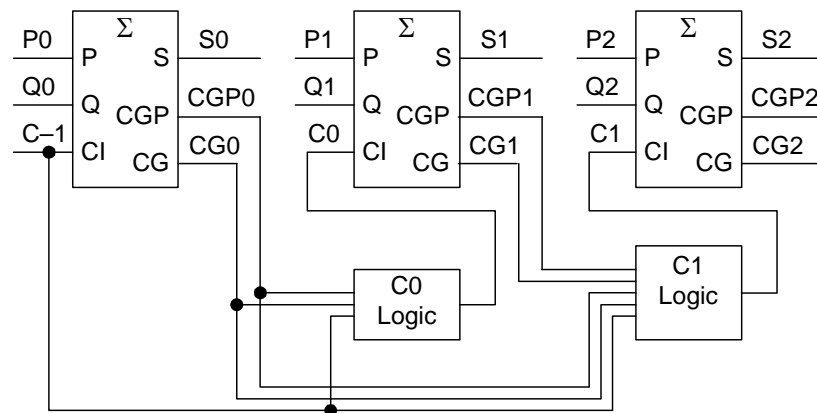 Σ
P0
P
S
S0
Q0
Q
CGP
CGP0
C–1
CI
CG
CG0
Σ
P1
P
S
S1
Q1
Q
CGP
CGP1
C0
CI
CG
CG1
Σ
P2
P
S
S2
Q2
Q
CGP
CGP2
C1
CI
CG
CG2
C0
Logic
C1
Logic